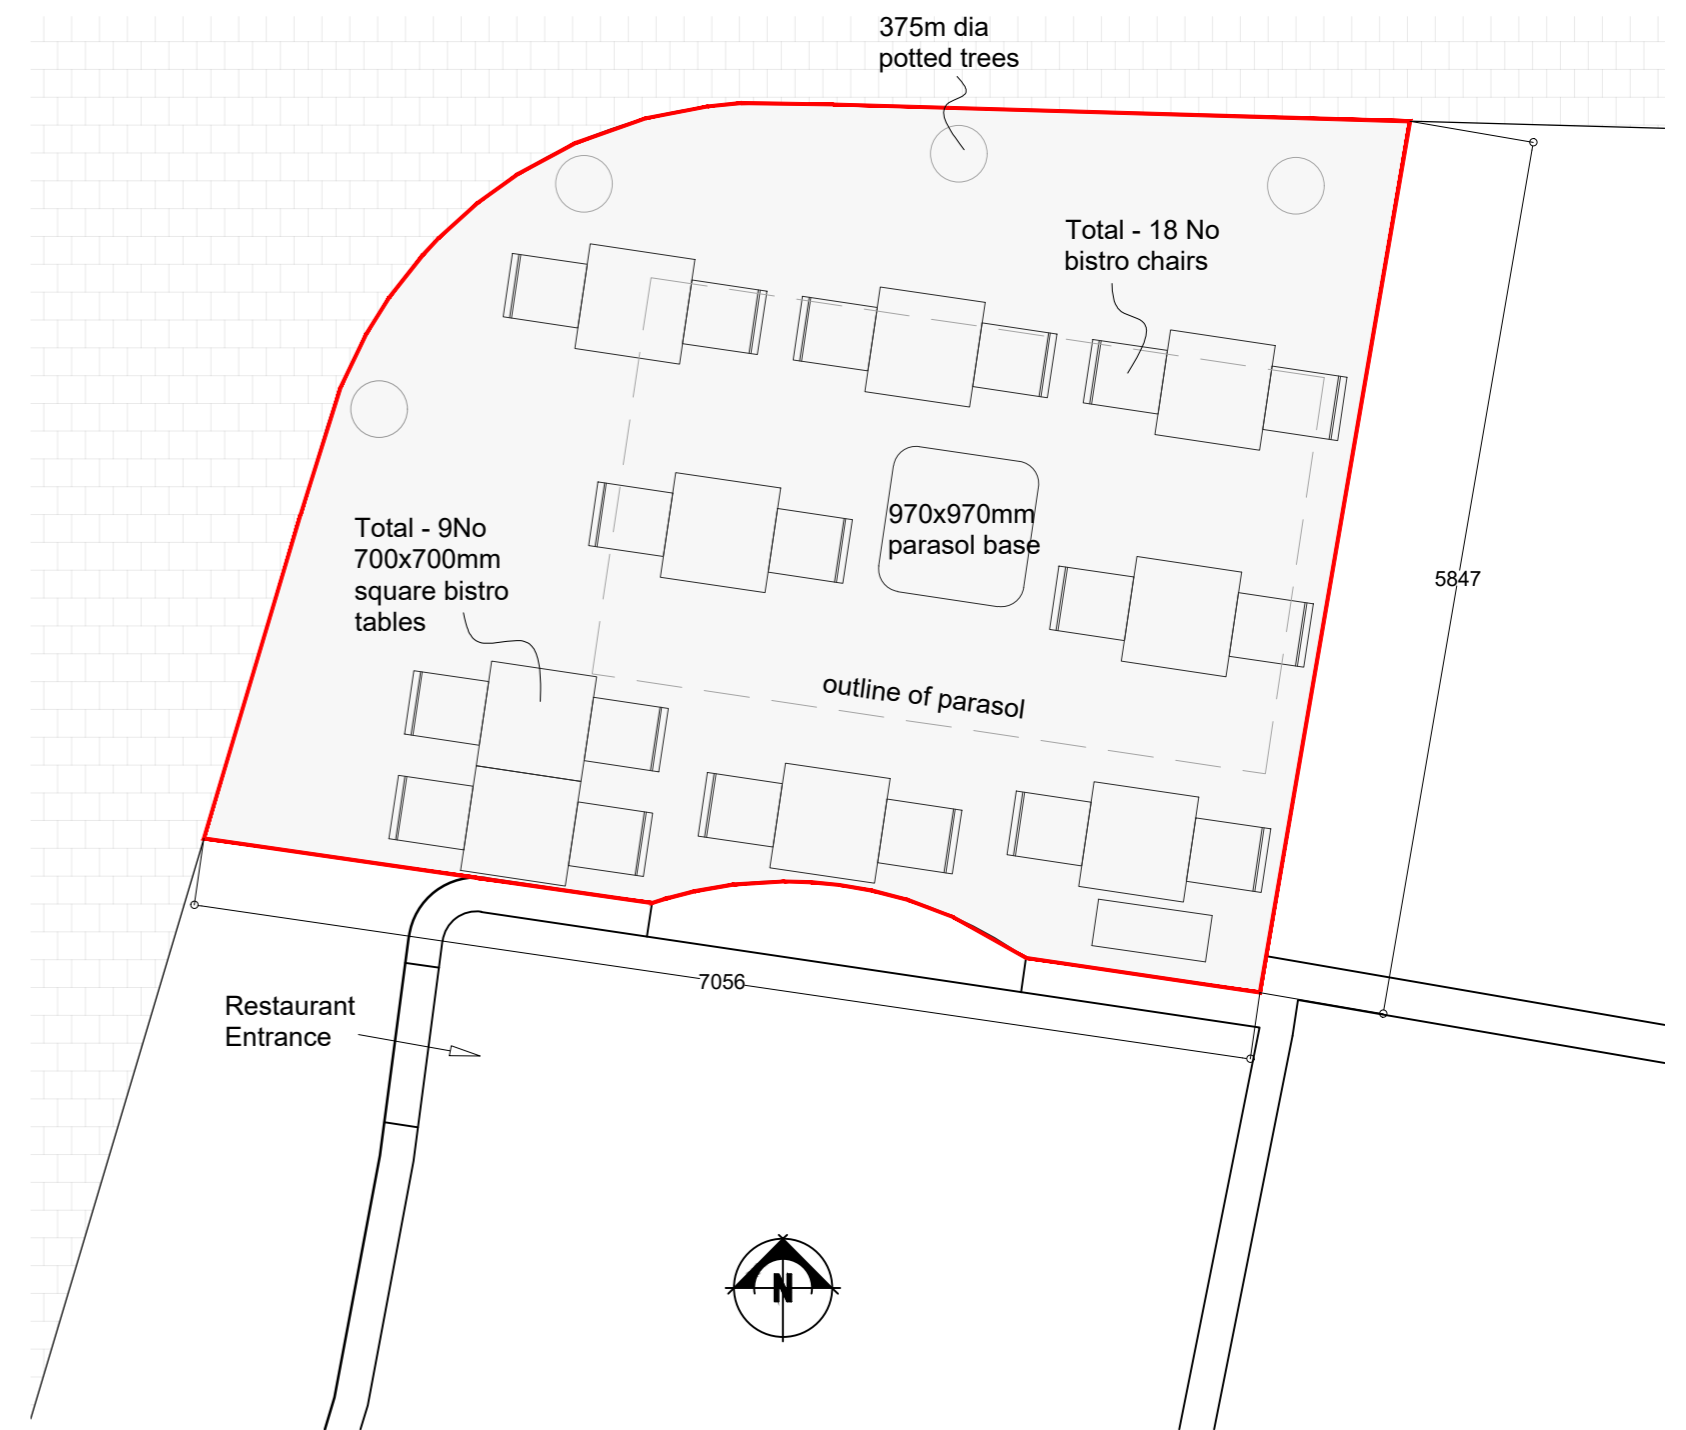 375m dia
potted trees
Total - 18 No
bistro chairs
970x970mm
parasol base
Total - 9No
700x700mm
square bistro
tables
5847
outline of parasol
7056
Restaurant
Entrance
N